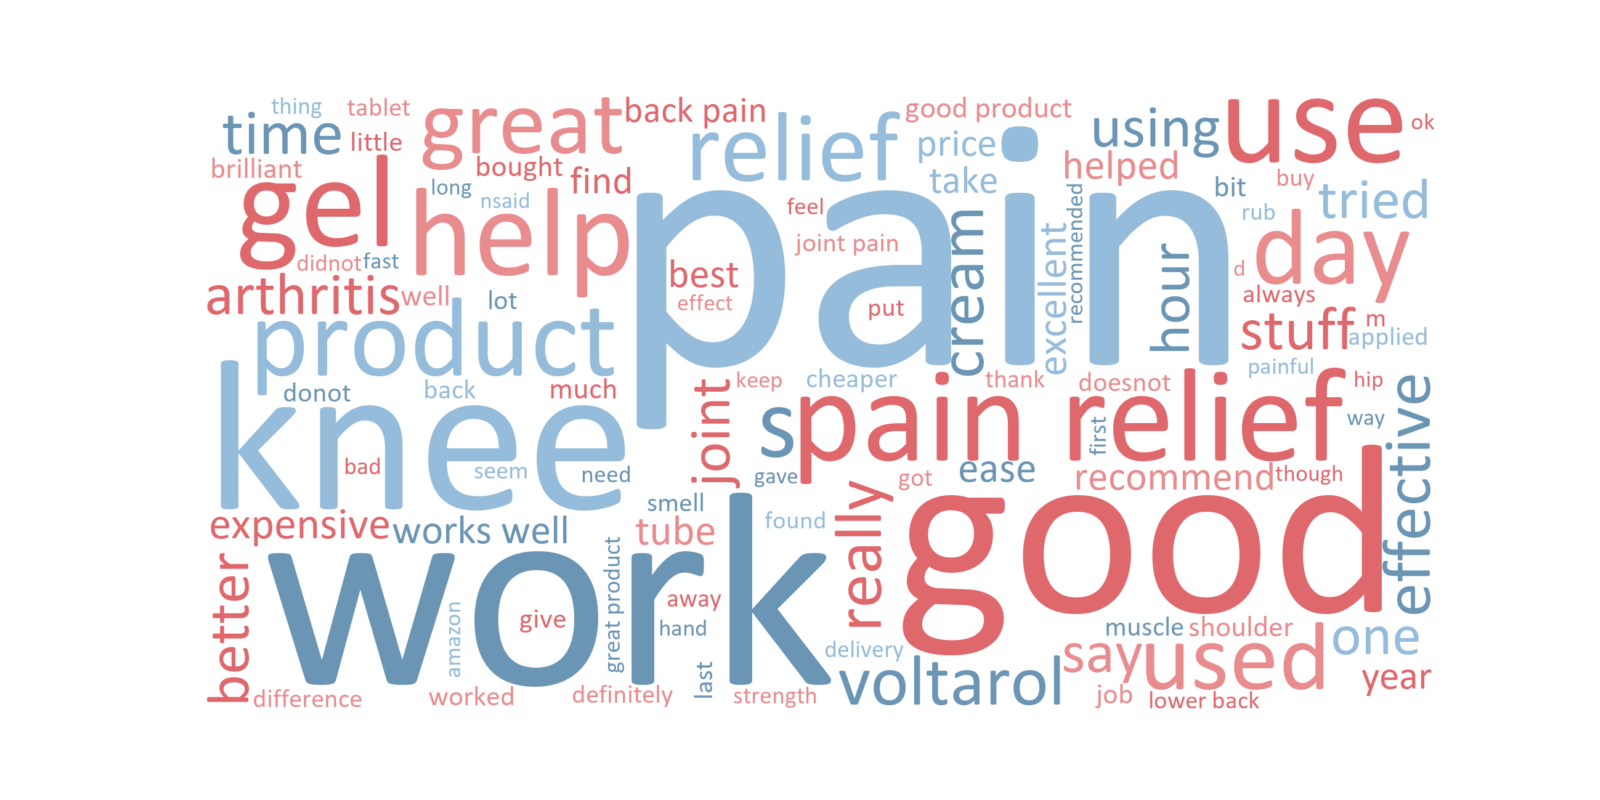 thing
tablet
great
back pain
relief
good product
using
use
ok
time
little
price
brilliant
bought
find
take
helped
bit
buy
tried
gel
long
nsaid
help
pain
feel
recommended
rub
day
didnot
fast
joint pain
cream
excellent
hour
d
arthritis
well
lot
best
effect
put
always
product
stuff
m
applied
painful
donot
back
much
joint
keep
cheaper
thank
doesnot
hip
knee
s
pain relief
first
way
effective
bad
seem
need
gave
got
ease
recommend
though
expensive
works well
smell
tube
found
really
good
better
work
amazon
give
great product
away
hand
last
muscle
shoulder
one
delivery
voltarol
say
used
year
difference
worked
definitely
strength
job
lower back